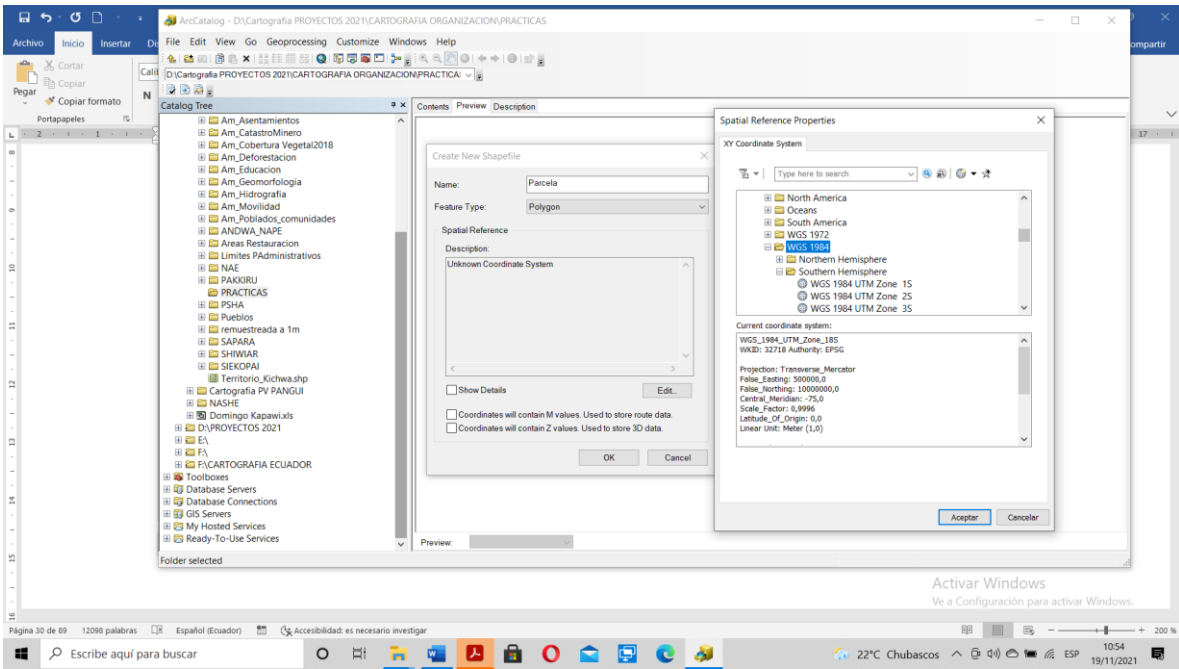 ArcCatalog - D:\Cartografia PROYECTOS 2021\CARTOGRAFIA ORGANIZACION\PRACTICAS
Archivo Inicio Insertar
ompartir
File Edit View Go Geoprocessing Customize Windows Help
Cortar
Copiar
Copiar formato
Pegar
Portapapeles
Calib
N
D:\Cartografia PROYECTOS 2021\CARTOGRAFIA ORGANIZACION\PRACTICA:
Catalog Tree
Am_Asentamientos
Am_CatastroMinero
Am_Cobertura Vegetal2018
Am_Deforestacion
Am_Educacion
Am_Geomorfologia
Am_Hidrografia
Am_Movilidad
Am_Poblados_comunidades
ANDWA_NAPE
Areas Restauracion
Limites PAdministrativos
NAE
PAKKIRU
PRACTICAS
PSHA
Pueblos
remuestreada a 1m
SAPARA
SHIWIAR
SIEKOPAI
Territorio_Kichwa.shp
Cartografia PV PANGUI
NASHE
Domingo Kapawi.xls
D:\PROYECTOS 2021
E:\
F:\
F:\CARTOGRAFIA ECUADOR
Toolboxes
Database Servers
Database Connections
GIS Servers
My Hosted Services
Ready-To-Use Services
Folder selected
Contents Preview Description
Create New Shapefile
Name: Parcela
Feature Type: Polygon
Spatial Reference
Description:
Unknown Coordinate System
Show Details
Edit...
Coordinates will contain M values. Used to store route data.
Coordinates will contain Z values. Used to store 3D data.
OK Cancel
Preview:
Spatial Reference Properties
XY Coordinate System
Type here to search
North America
Oceans
South America
WGS 1972
WGS 1984
Northern Hemisphere
Southern Hemisphere
WGS 1984 UTM Zone 1S
WGS 1984 UTM Zone 2S
WGS 1984 UTM Zone 3S
Current coordinate system:
WGS_1984_UTM_Zone_18S
WKID: 32718 Authority: EPSG
Projection: Transverse_Mercator
False_Easting: 500000,0
False_Northing: 10000000,0
Central_Meridian: -75,0
Scale_Factor: 0,9996
Latitude_Of_Origin: 0,0
Linear Unit: Meter (1,0)
Aceptar Cancelar
Activar Windows
Ve a Configuración para activar Windows.
Página 30 de 89 12098 palabras Español (Ecuador) Accesibilidad: es necesario investigar
200 %
Escribe aquí para buscar
22°C Chubascos
ESP
10:54
19/11/2021